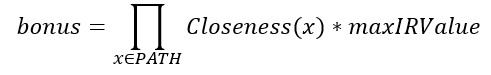 bonus = ∏ Closeness(x) * maxIRValue
x∈PATH